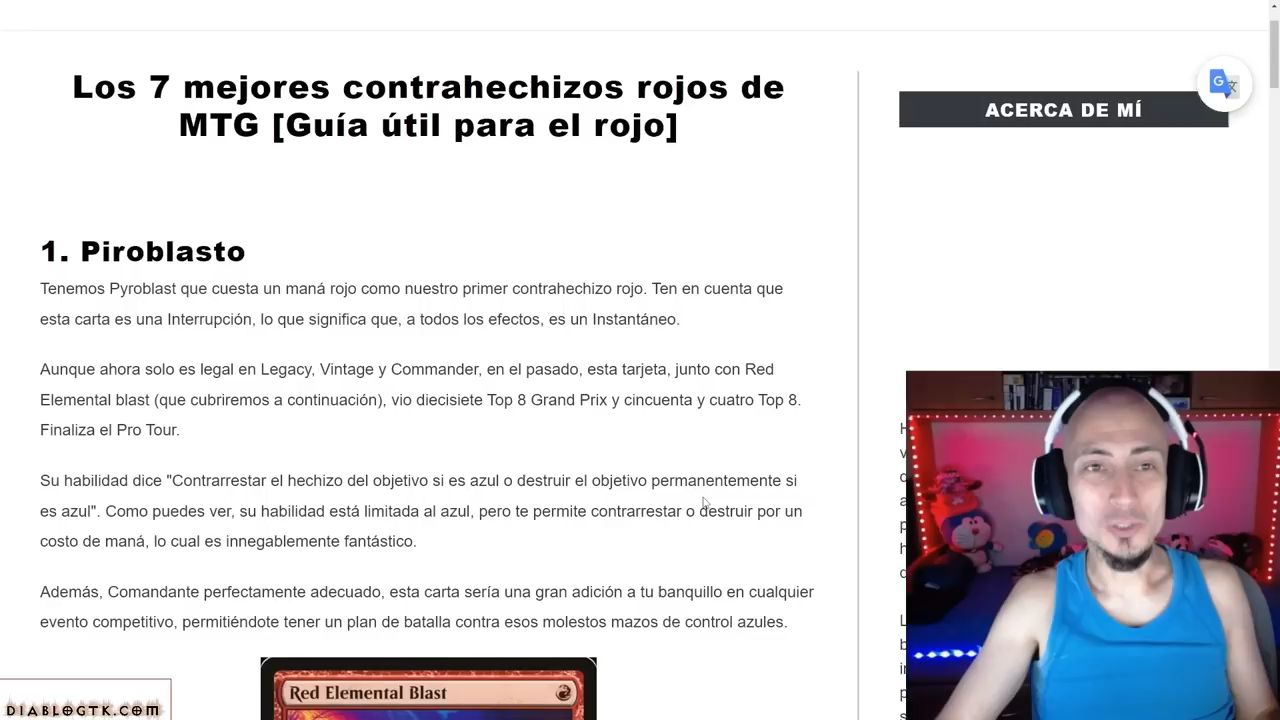 Los 7 mejores contrahechizos rojos de
MTG [Guía útil para el rojo]
ACERCA DE MÍ
1. Piroblasto
Tenemos Pyroblast que cuesta un maná rojo como nuestro primer contrahechizo rojo. Ten en cuenta que
esta carta es una Interrupción, lo que significa que, a todos los efectos, es un Instantáneo.
Aunque ahora solo es legal en Legacy, Vintage y Commander, en el pasado, esta tarjeta, junto con Red
Elemental blast (que cubriremos a continuación), vio diecisiete Top 8 Grand Prix y cincuenta y cuatro Top 8.
Finaliza el Pro Tour.
Su habilidad dice "Contrarrestar el hechizo del objetivo si es azul o destruir el objetivo permanentemente si
es azul". Como puedes ver, su habilidad está limitada al azul, pero te permite contrarrestar o destruir por un
costo de maná, lo cual es innegablemente fantástico.
Además, Comandante perfectamente adecuado, esta carta sería una gran adición a tu banquillo en cualquier
evento competitivo, permitiéndote tener un plan de batalla contra esos molestos mazos de control azules.
Red Elemental Blast
DIABLOGTK.COM